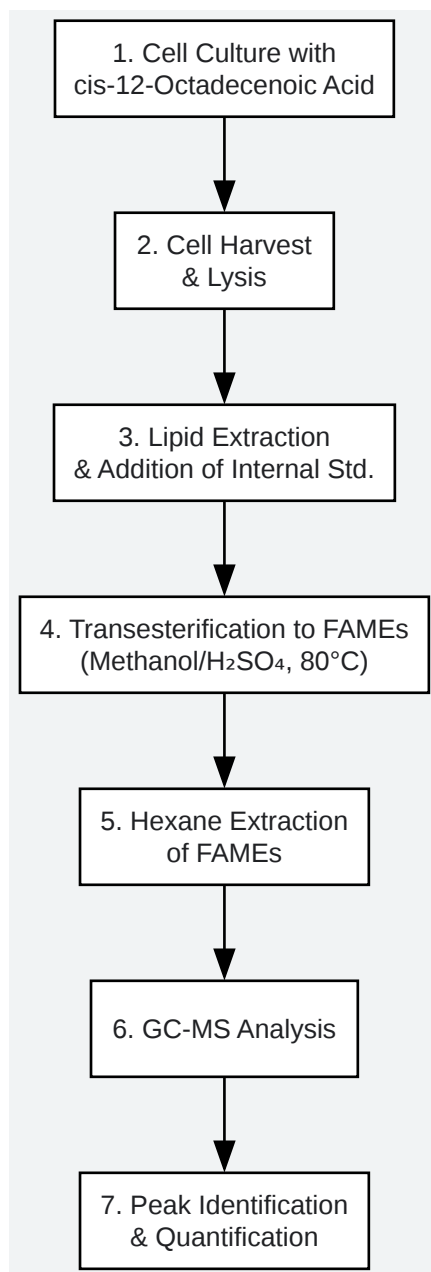 1. Cell Culture with
cis-12-Octadecenoic Acid
2. Cell Harvest
& Lysis
3. Lipid Extraction
& Addition of Internal Std.
4. Transesterification to FAMEs
(Methanol/H₂SO₄, 80°C)
5. Hexane Extraction
of FAMEs
6. GC-MS Analysis
7. Peak Identification
& Quantification